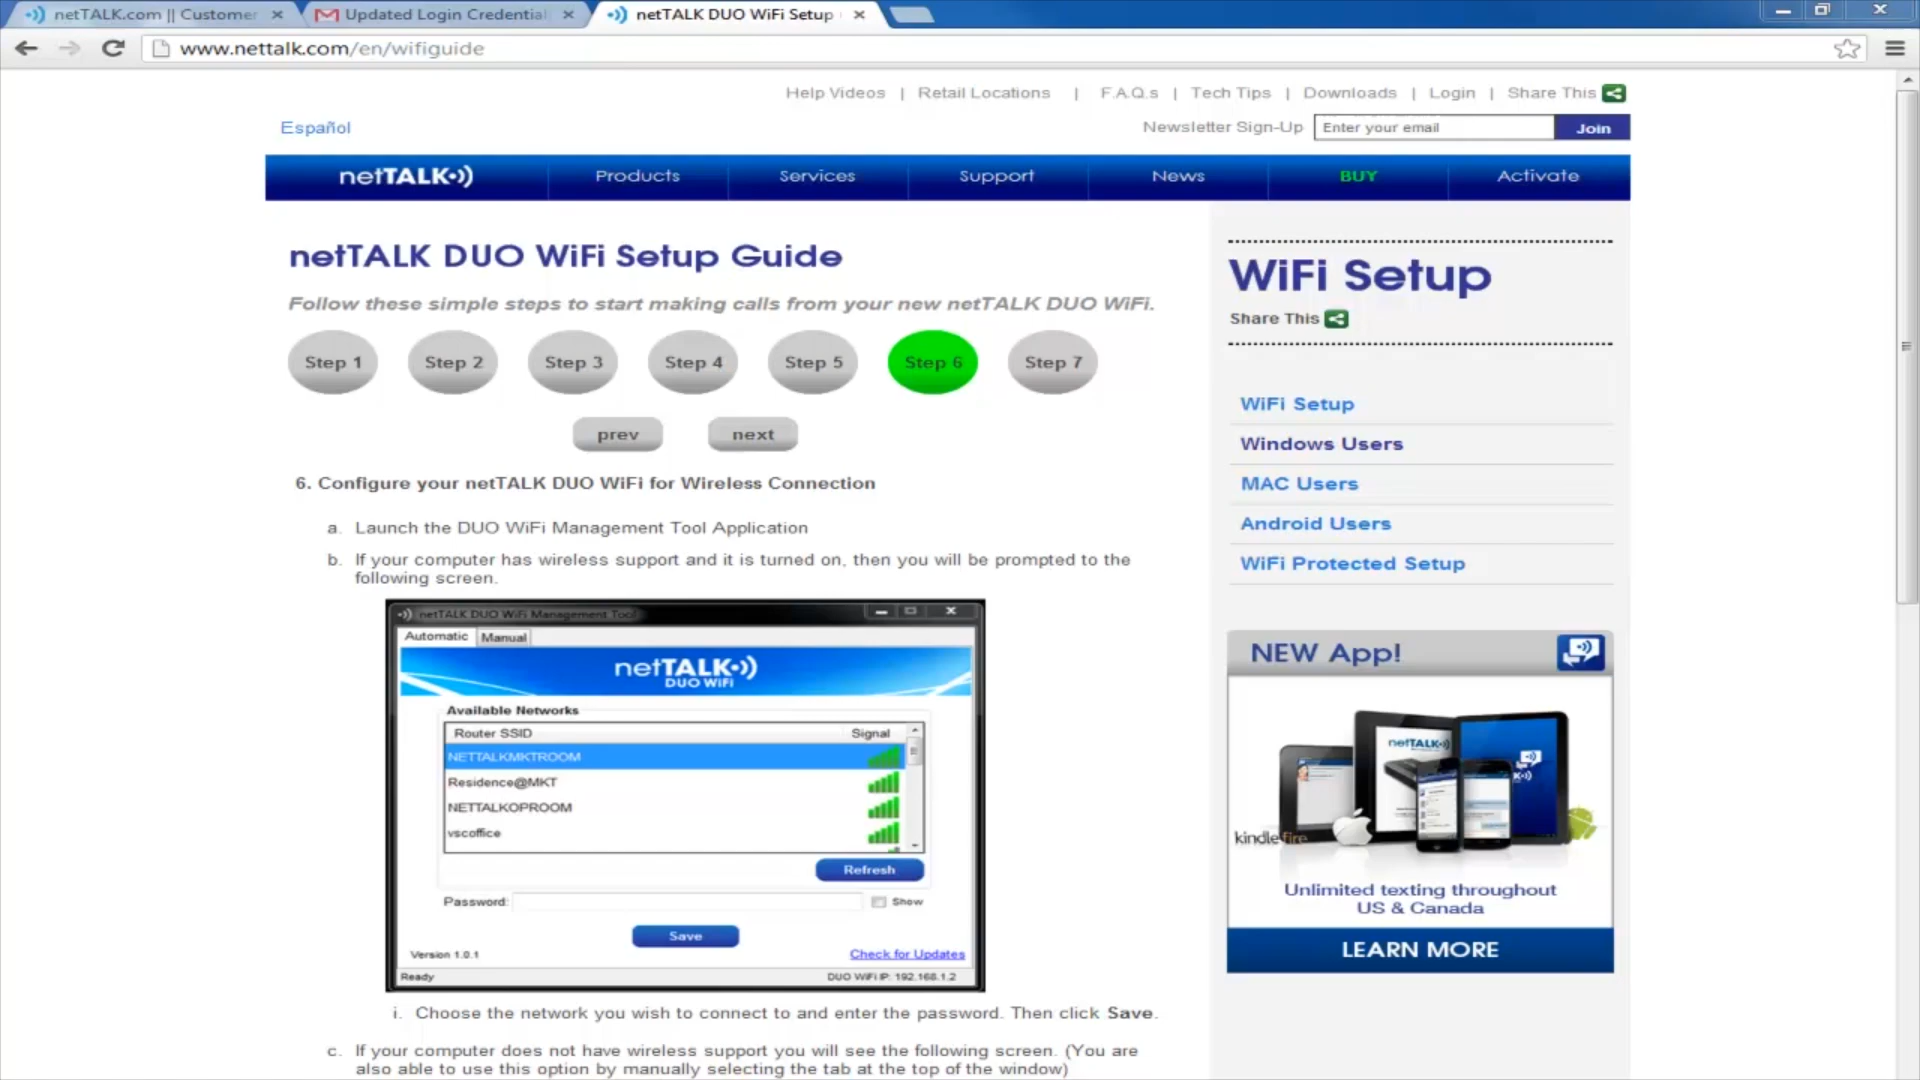 netTALK.com || Customer
Updated Login Credential
netTALK DUO WiFi Setup
www.nettalk.com/en/wifiguide
Help Videos | Retail Locations | F.A.Q.s | Tech Tips | Downloads | Login | Share This
Español
Newsletter Sign-Up Enter your email Join
netTALK Products Services Support News BUY Activate
netTALK DUO WiFi Setup Guide
Follow these simple steps to start making calls from your new netTALK DUO WiFi.
Step 1 Step 2 Step 3 Step 4 Step 5 Step 6 Step 7
prev next
6. Configure your netTALK DUO WiFi for Wireless Connection
a. Launch the DUO WiFi Management Tool Application
b. If your computer has wireless support and it is turned on, then you will be prompted to the
following screen.
netTALK DUO WiFi Management Tool
Automatic Manual
netTALK
DUO WiFi
Available Networks
Router SSID Signal
NETTALKMKTROOM
Residence@MKT
NETTALKOPROOM
vscoffice
Refresh
Password: Show
Save
Version 1.0.1 Check for Updates
Ready DUO WiFi IP: 192.168.1.2
i. Choose the network you wish to connect to and enter the password. Then click Save.
c. If your computer does not have wireless support you will see the following screen. (You are
also able to use this option by manually selecting the tab at the top of the window)
WiFi Setup
Share This
WiFi Setup
Windows Users
MAC Users
Android Users
WiFi Protected Setup
NEW App!
netTALK
kindle fire
Unlimited texting throughout
US & Canada
LEARN MORE